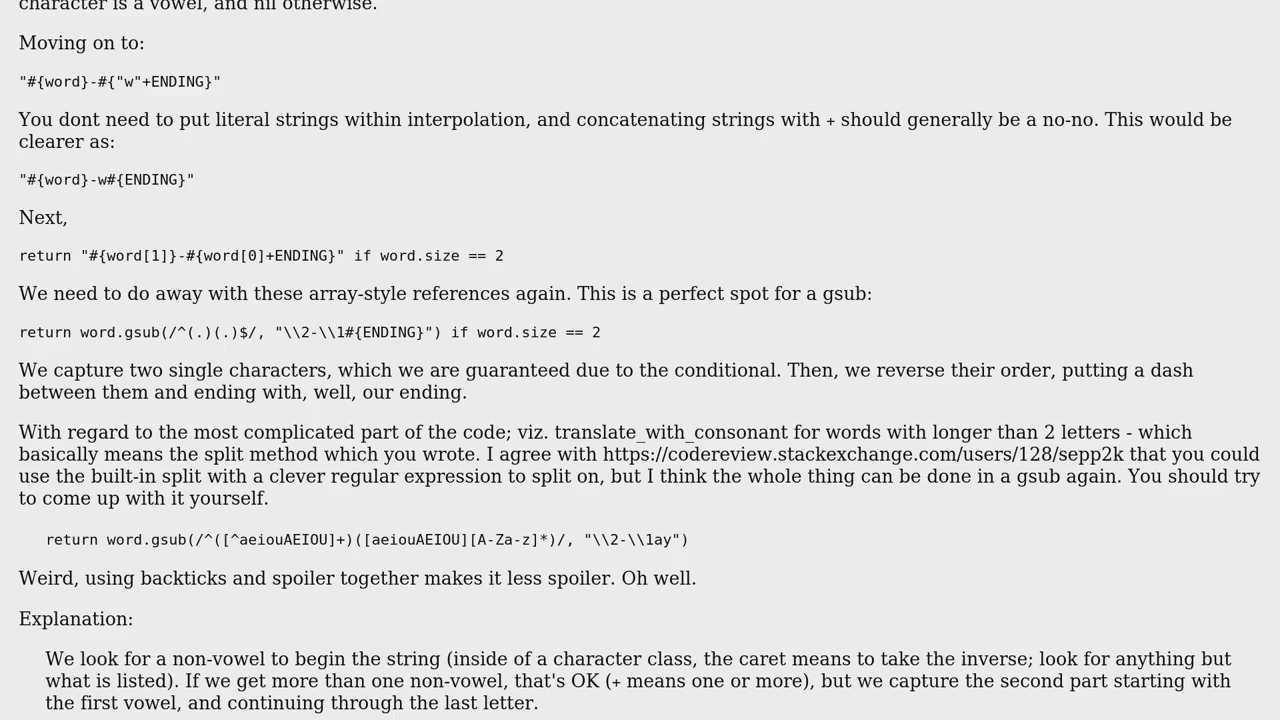 character is a vowel, and nil otherwise.
Moving on to:
"#{word}-#{"w"+ENDING}"
You dont need to put literal strings within interpolation, and concatenating strings with + should generally be a no-no. This would be
clearer as:
"#{word}-w#{ENDING}"
Next,
return "#{word[1]}-#{word[0]+ENDING}" if word.size == 2
We need to do away with these array-style references again. This is a perfect spot for a gsub:
return word.gsub(/^(.)(.)$/, "\\2-\\1#{ENDING}") if word.size == 2
We capture two single characters, which we are guaranteed due to the conditional. Then, we reverse their order, putting a dash
between them and ending with, well, our ending.
With regard to the most complicated part of the code; viz. translate_with_consonant for words with longer than 2 letters - which
basically means the split method which you wrote. I agree with https://codereview.stackexchange.com/users/128/sepp2k that you could
use the built-in split with a clever regular expression to split on, but I think the whole thing can be done in a gsub again. You should try
to come up with it yourself.
return word.gsub(/^([^aeiouAEIOU]+)([aeiouAEIOU][A-Za-z]*)/, "\\2-\\1ay")
Weird, using backticks and spoiler together makes it less spoiler. Oh well.
Explanation:
We look for a non-vowel to begin the string (inside of a character class, the caret means to take the inverse; look for anything but
what is listed). If we get more than one non-vowel, that's OK (+ means one or more), but we capture the second part starting with
the first vowel, and continuing through the last letter.